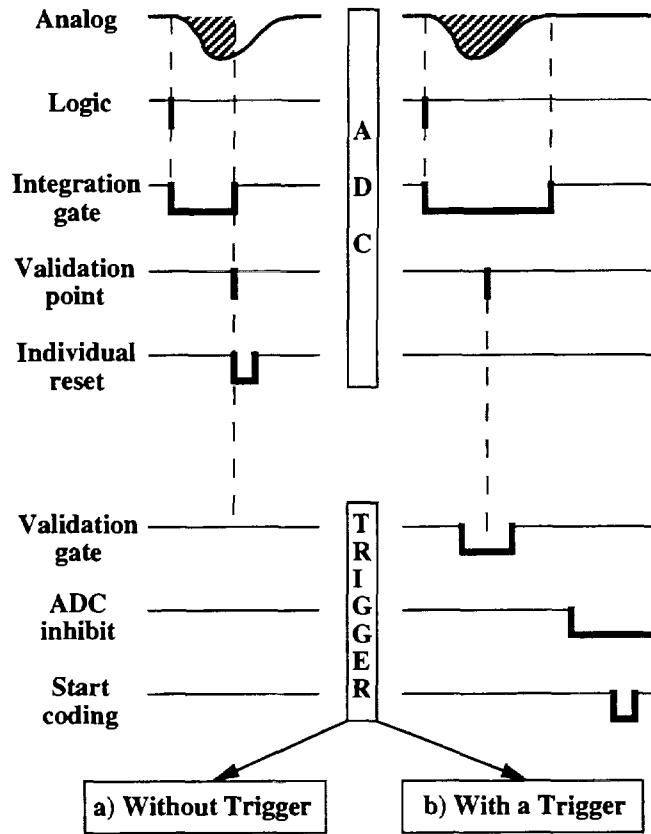 Analog
Logic
Integration
gate
Validation
point
Individual
reset
A
D
C
Validation
gate
ADC
inhibit
Start
coding
T
R
I
G
G
E
R
a) Without Trigger
b) With a Trigger